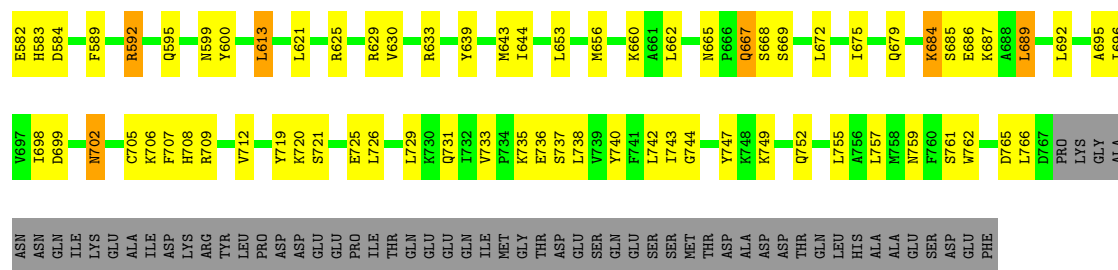 E582 H583 D584 F589 R592 Q595 N599 Y600 L613 L621 R625 R629 V630 R633 Y639 M643 I644 L653 M656 K660 A661 L662 N665 P666 Q667 S668 S669 L672 I675 Q679 K684 S685 E686 K687 A688 L689 L692 A695 I696
V697 I698 D699 N702 C705 K706 F707 H708 R709 V712 Y719 K720 S721 E725 L726 L729 K730 Q731 I732 V733 P734 K735 E736 S737 L738 V739 Y740 F741 L742 I743 G744 Y747 K748 K749 Q752 L755 A756 L757 M758 N759 F760 S761 W762 D765 L766 D767 PRO LYS GLY ALA
ASN ASN GLN ILE LYS GLU ALA ILE ASP LYS ARG TYR LEU PRO ASP ASP GLU GLU PRO ILE THR GLN GLU GLU GLN ILE MET GLY THR ASP GLU SER GLN GLU SER SER MET THR ASP ALA ASP ASP THR GLN LEU HIS ALA ALA GLU SER ASP GLU PHE